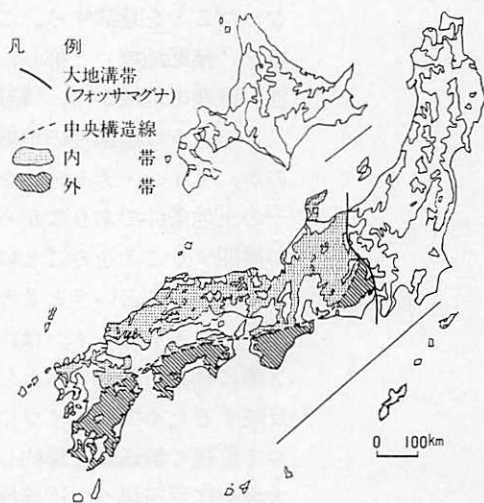 凡 例
大地溝帯
(フォッサマグナ)
中央構造線
内 帯
外 帯
0 100km